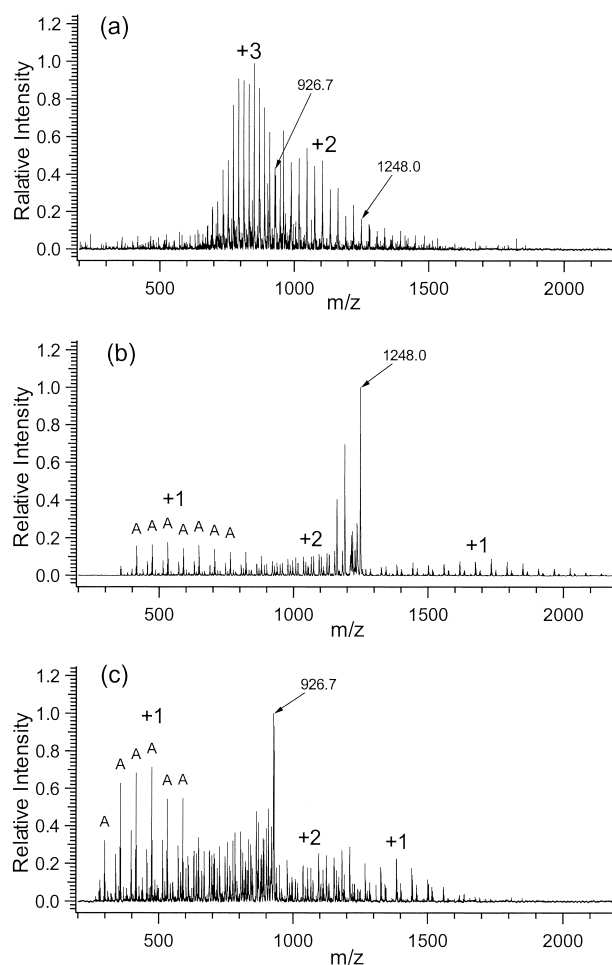 (a)
1.2
1.0
0.8
0.6
0.4
0.2
0.0
Ralative Intensity
+3
926.7
+2
1248.0
500 1000 1500 2000
m/z
(b)
1.2
1.0
0.8
0.6
0.4
0.2
0.0
Relative Intensity
1248.0
+1
A A A A A A A
+2
+1
500 1000 1500 2000
m/z
(c)
1.2
1.0
0.8
0.6
0.4
0.2
0.0
Relative Intensity
926.7
+1
A A A A A A
+2
+1
500 1000 1500 2000
m/z